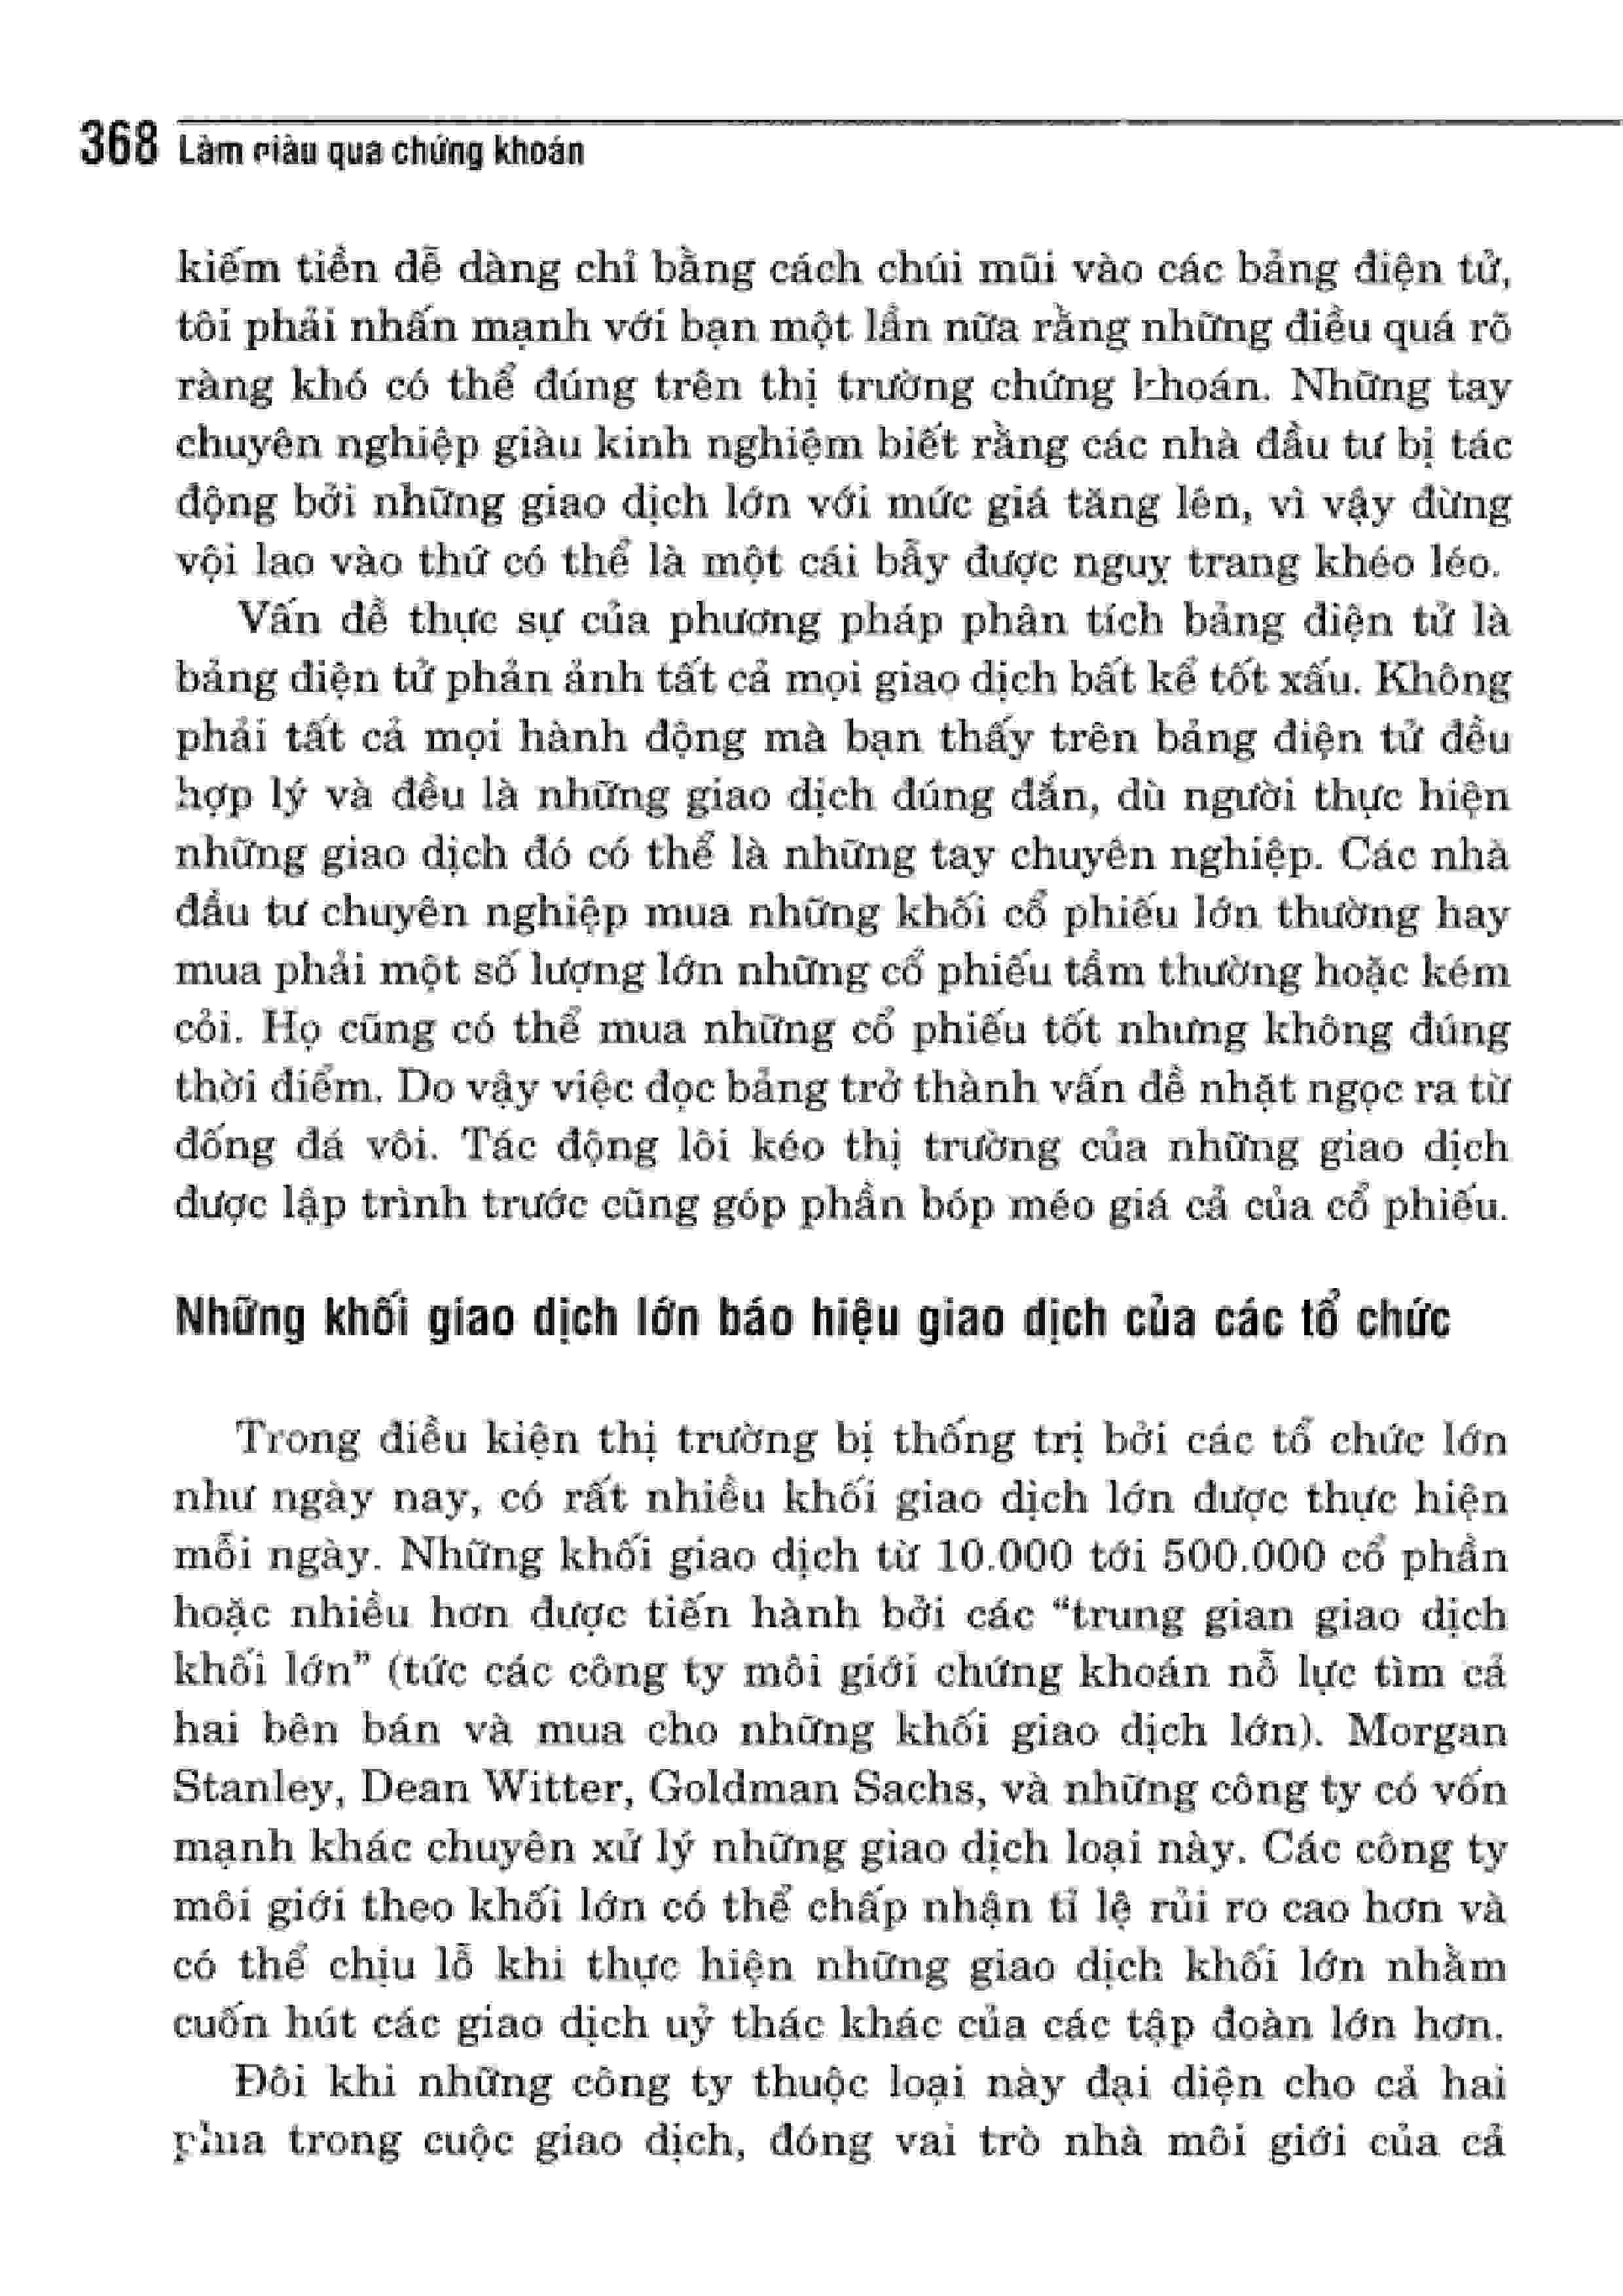 368 Làm giàu qua chứng khoán
kiếm tiền dễ dàng chỉ bằng cách chúi mũi vào các bảng điện tử,
tôi phải nhấn mạnh với bạn một lần nữa rằng những điều quá rõ
ràng khó có thể đúng trên thị trường chứng khoán. Những tay
chuyên nghiệp giàu kinh nghiệm biết rằng các nhà đầu tư bị tác
động bởi những giao dịch lớn với mức giá tăng lên, vì vậy đừng
vội lao vào thứ có thể là một cái bẫy được nguỵ trang khéo léo.
Vấn đề thực sự của phương pháp phân tích bảng điện tử là
bảng điện tử phản ánh tất cả mọi giao dịch bất kể tốt xấu. Không
phải tất cả mọi hành động mà bạn thấy trên bảng điện tử đều
hợp lý và đều là những giao dịch đúng đắn, dù người thực hiện
những giao dịch đó có thể là những tay chuyên nghiệp. Các nhà
đầu tư chuyên nghiệp mua những khối cổ phiếu lớn thường hay
mua phải một số lượng lớn những cổ phiếu tầm thường hoặc kém
cỏi. Họ cũng có thể mua những cổ phiếu tốt nhưng không đúng
thời điểm. Do vậy việc đọc bảng trở thành vấn đề nhặt ngọc ra từ
đống đá vôi. Tác động lôi kéo thị trường của những giao dịch
được lập trình trước cũng góp phần bóp méo giá cả của cổ phiếu.
Những khối giao dịch lớn báo hiệu giao dịch của các tổ chức
Trong điều kiện thị trường bị thống trị bởi các tổ chức lớn
như ngày nay, có rất nhiều khối giao dịch lớn được thực hiện
mỗi ngày. Những khối giao dịch từ 10.000 tới 500.000 cổ phần
hoặc nhiều hơn được tiến hành bởi các “trung gian giao dịch
khối lớn” (tức các công ty môi giới chứng khoán nỗ lực tìm cả
hai bên bán và mua cho những khối giao dịch lớn). Morgan
Stanley, Dean Witter, Goldman Sachs, và những công ty có vốn
mạnh khác chuyên xử lý những giao dịch loại này. Các công ty
môi giới theo khối lớn có thể chấp nhận tỉ lệ rủi ro cao hơn và
có thể chịu lỗ khi thực hiện những giao dịch khối lớn nhằm
cuốn hút các giao dịch uỷ thác khác của các tập đoàn lớn hơn.
Đôi khi những công ty thuộc loại này đại diện cho cả hai
phía trong cuộc giao dịch, đóng vai trò nhà môi giới của cả